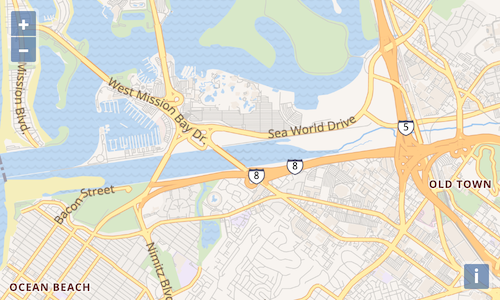 +
−
Mission Blvd.
West Mission Bay Dr.
Sea World Drive
5
8
8
OLD TOWN
Bacon Street
Nimitz Blvd
OCEAN BEACH
i